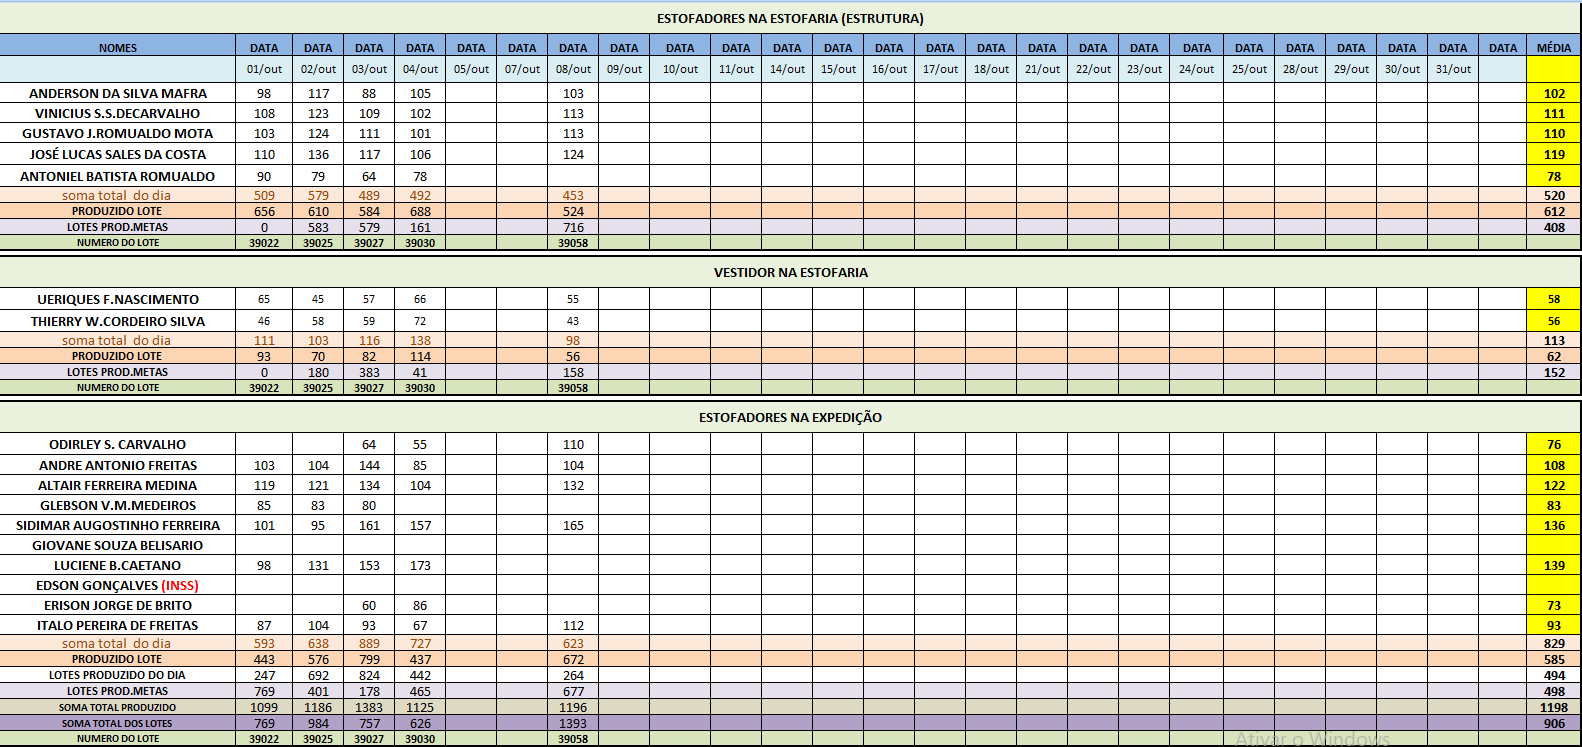 ESTOFADORES NA ESTOFARIA (ESTRUTURA)
NOMES DATA DATA DATA DATA DATA DATA DATA DATA DATA DATA DATA DATA DATA DATA DATA DATA DATA DATA DATA DATA DATA DATA DATA DATA DATA MÉDIA
01/out 02/out 03/out 04/out 05/out 07/out 08/out 09/out 10/out 11/out 14/out 15/out 16/out 17/out 18/out 21/out 22/out 23/out 24/out 25/out 28/out 29/out 30/out 31/out
ANDERSON DA SILVA MAFRA 98 117 88 105 103 102
VINICIUS S.S.DECARVALHO 108 123 109 102 113 111
GUSTAVO J.ROMUALDO MOTA 103 124 111 101 113 110
JOSÉ LUCAS SALES DA COSTA 110 136 117 106 124 119
ANTONIEL BATISTA ROMUALDO 90 79 64 78 78
soma total do dia 509 579 489 492 453 520
PRODUZIDO LOTE 656 610 584 688 524 612
LOTES PROD.METAS 0 583 579 161 716 408
NUMERO DO LOTE 39022 39025 39027 39030 39058
VESTIDOR NA ESTOFARIA
UERIQUES F.NASCIMENTO 65 45 57 66 55 58
THIERRY W.CORDEIRO SILVA 46 58 59 72 43 56
soma total do dia 111 103 116 138 98 113
PRODUZIDO LOTE 93 70 82 114 56 62
LOTES PROD.METAS 0 180 383 41 158 152
NUMERO DO LOTE 39022 39025 39027 39030 39058
ESTOFADORES NA EXPEDIÇÃO
ODIRLEY S. CARVALHO 64 55 110 76
ANDRE ANTONIO FREITAS 103 104 144 85 104 108
ALTAIR FERREIRA MEDINA 119 121 134 104 132 122
GLEBSON V.M.MEDEIROS 85 83 80 83
SIDIMAR AUGOSTINHO FERREIRA 101 95 161 157 165 136
GIOVANE SOUZA BELISARIO
LUCIENE B.CAETANO 98 131 153 173 139
EDSON GONÇALVES (INSS)
ERISON JORGE DE BRITO 60 86 73
ITALO PEREIRA DE FREITAS 87 104 93 67 112 93
soma total do dia 593 638 889 727 623 829
PRODUZIDO LOTE 443 576 799 437 672 585
LOTES PRODUZIDO DO DIA 247 692 824 442 264 494
LOTES PROD.METAS 769 401 178 465 677 498
SOMA TOTAL PRODUZIDO 1099 1186 1383 1125 1196 1198
SOMA TOTAL DOS LOTES 769 984 757 626 1393 906
NUMERO DO LOTE 39022 39025 39027 39030 39058
Ativar o Windows